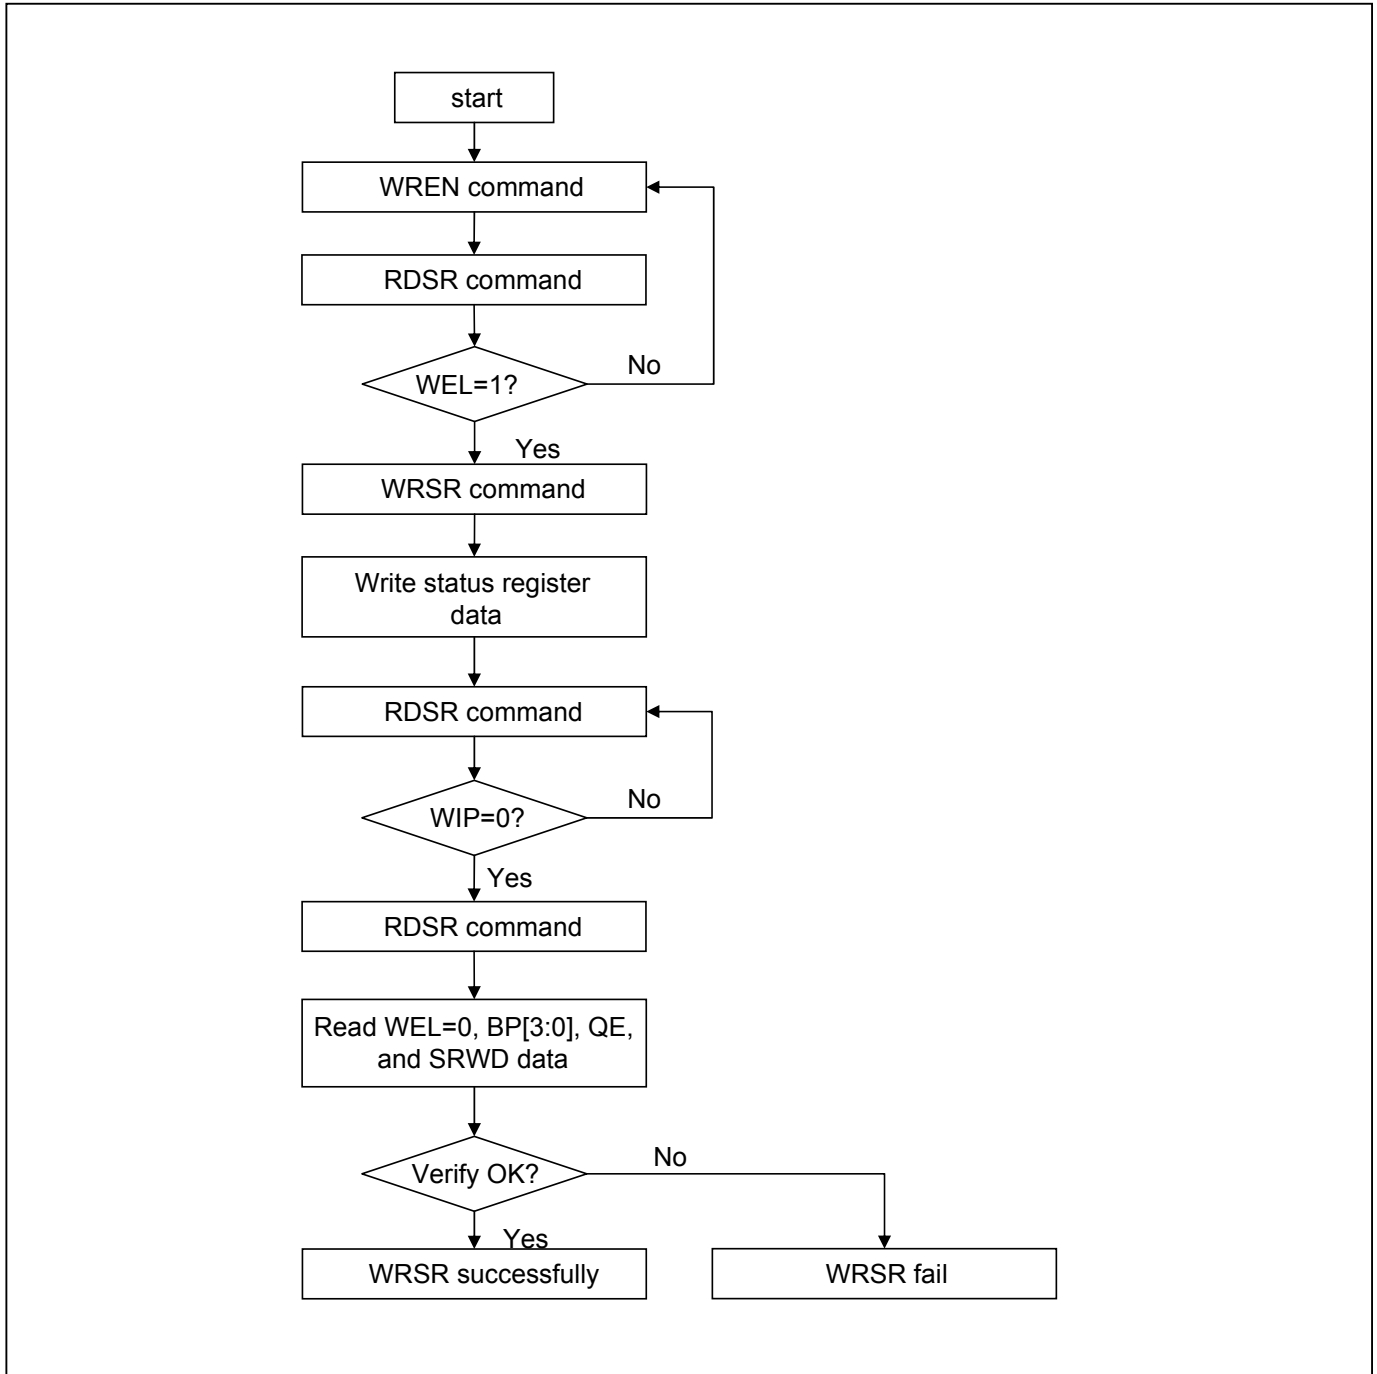 start
WREN command
RDSR command
WEL=1?
No
Yes
WRSR command
Write status register
data
RDSR command
WIP=0?
No
Yes
RDSR command
Read WEL=0, BP[3:0], QE,
and SRWD data
Verify OK?
No
Yes
WRSR successfully
WRSR fail